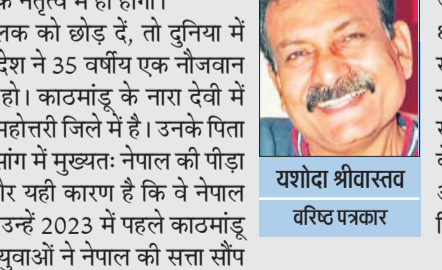 लक को छोड़ दें, तो दुनिया में
देश ने 35 वर्षीय एक नौजवान
हो। काठमांडू के नारा देवी में
महोत्तरी जिले में है। उनके पिता
मांग में मुख्यतः नेपाल की पीड़ा
और यही कारण है कि वे नेपाल
उन्हें 2023 में पहले काठमांडू
युवाओं ने नेपाल की सत्ता सौंप
यशोदा श्रीवास्तव
वरिष्ठ पत्रकार